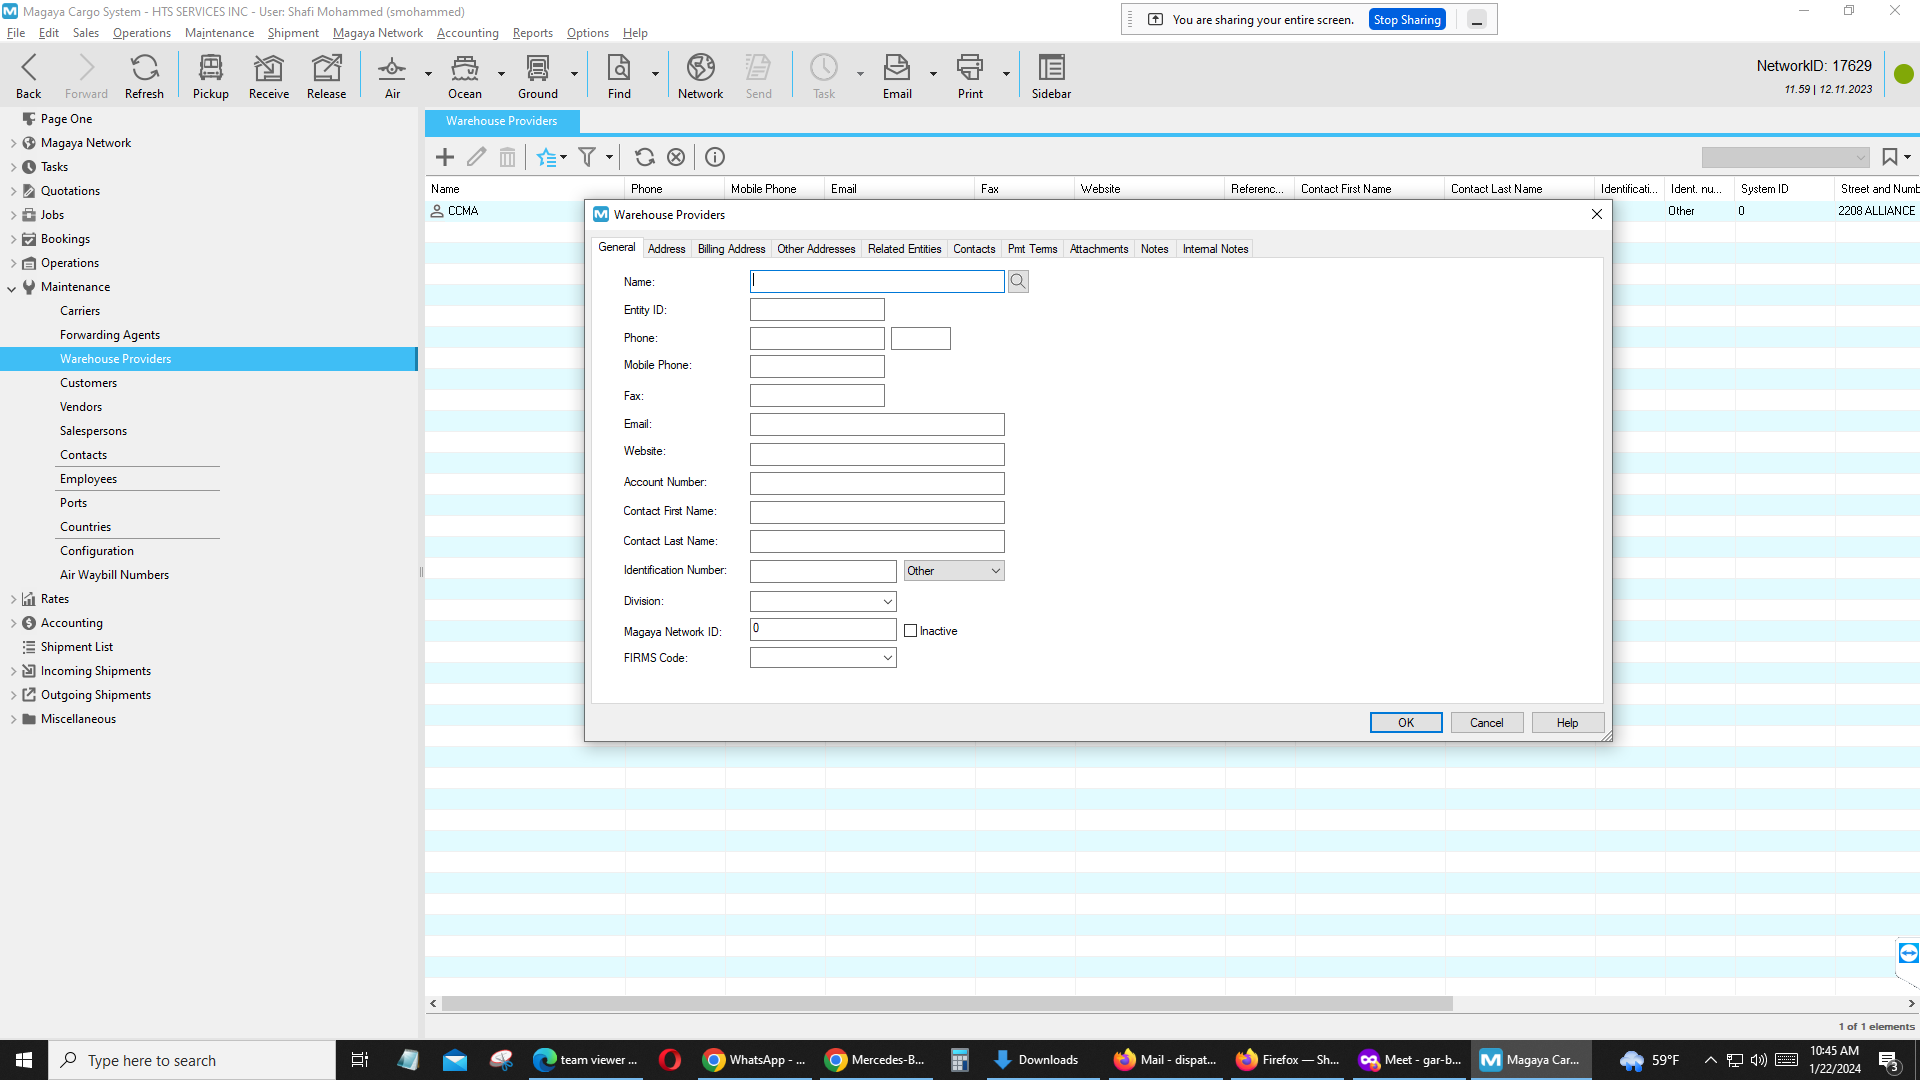 Magaya Cargo System - HTS SERVICES INC - User: Shafi Mohammed (smohammed)
You are sharing your entire screen.
Stop Sharing
File Edit Sales Operations Maintenance Shipment Magaya Network Accounting Reports Options Help
Back Forward Refresh Pickup Receive Release Air Ocean Ground Find Network Send Task Email Print Sidebar
NetworkID: 17629
11.59 | 12.11.2023
Page One
Magaya Network
Tasks
Quotations
Jobs
Bookings
Operations
Maintenance
Carriers
Forwarding Agents
Warehouse Providers
Customers
Vendors
Salespersons
Contacts
Employees
Ports
Countries
Configuration
Air Waybill Numbers
Rates
Accounting
Shipment List
Incoming Shipments
Outgoing Shipments
Miscellaneous
Warehouse Providers
Name Phone Mobile Phone Email Fax Website Referenc... Contact First Name Contact Last Name Identificati... Ident. nu... System ID Street and Numb
CCMA Other 0 2208 ALLIANCE
Warehouse Providers
General Address Billing Address Other Addresses Related Entities Contacts Pmt Terms Attachments Notes Internal Notes
Name:
Entity ID:
Phone:
Mobile Phone:
Fax:
Email:
Website:
Account Number:
Contact First Name:
Contact Last Name:
Identification Number: Other
Division:
Magaya Network ID: 0 Inactive
FIRMS Code:
OK Cancel Help
1 of 1 elements
Type here to search
team viewer ...
WhatsApp - ...
Mercedes-B...
Downloads
Mail - dispat...
Firefox — Sh...
Meet - gar-b...
Magaya Car...
59°F
10:45 AM
1/22/2024
3